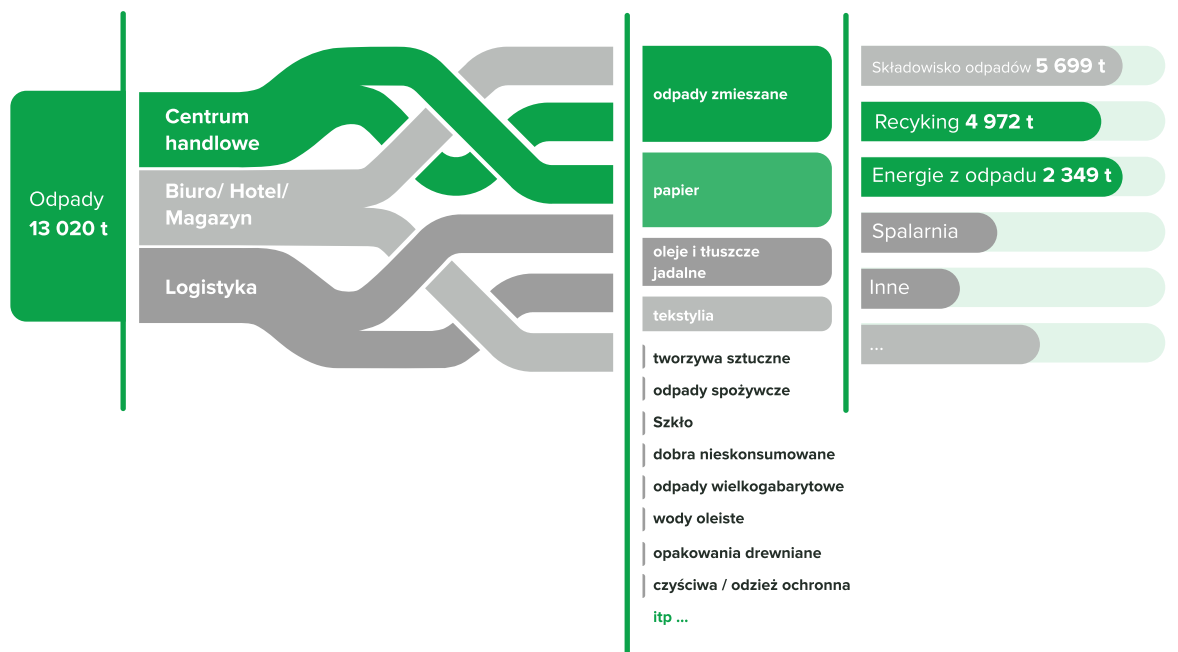 Odpady
13 020 t
Centrum
handlowe
Biuro/ Hotel/
Magazyn
Logistyka
odpady zmieszane
papier
oleje i tłuszcze
jadalne
tekstylia
tworzywa sztuczne
odpady spożywcze
Szkło
dobra nieskonsumowane
odpady wielkogabarytowe
wody oleiste
opakowania drewniane
czyściwa / odzież ochronna
itp ...
Składowisko odpadów 5 699 t
Recyking 4 972 t
Energie z odpadu 2 349 t
Spalarnia
Inne
...